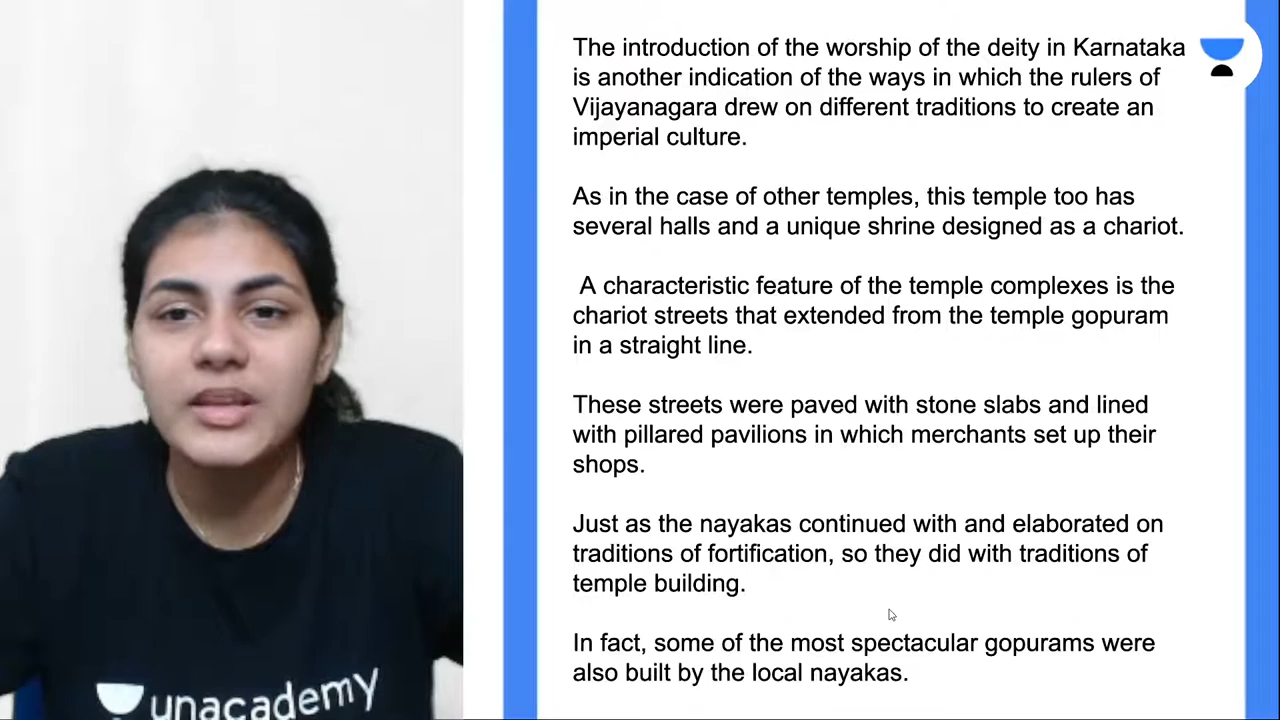 The introduction of the worship of the deity in Karnataka
is another indication of the ways in which the rulers of
Vijayanagara drew on different traditions to create an
imperial culture.
As in the case of other temples, this temple too has
several halls and a unique shrine designed as a chariot.
A characteristic feature of the temple complexes is the
chariot streets that extended from the temple gopuram
in a straight line.
These streets were paved with stone slabs and lined
with pillared pavilions in which merchants set up their
shops.
Just as the nayakas continued with and elaborated on
traditions of fortification, so they did with traditions of
temple building.
In fact, some of the most spectacular gopurams were
also built by the local nayakas.
unacademy